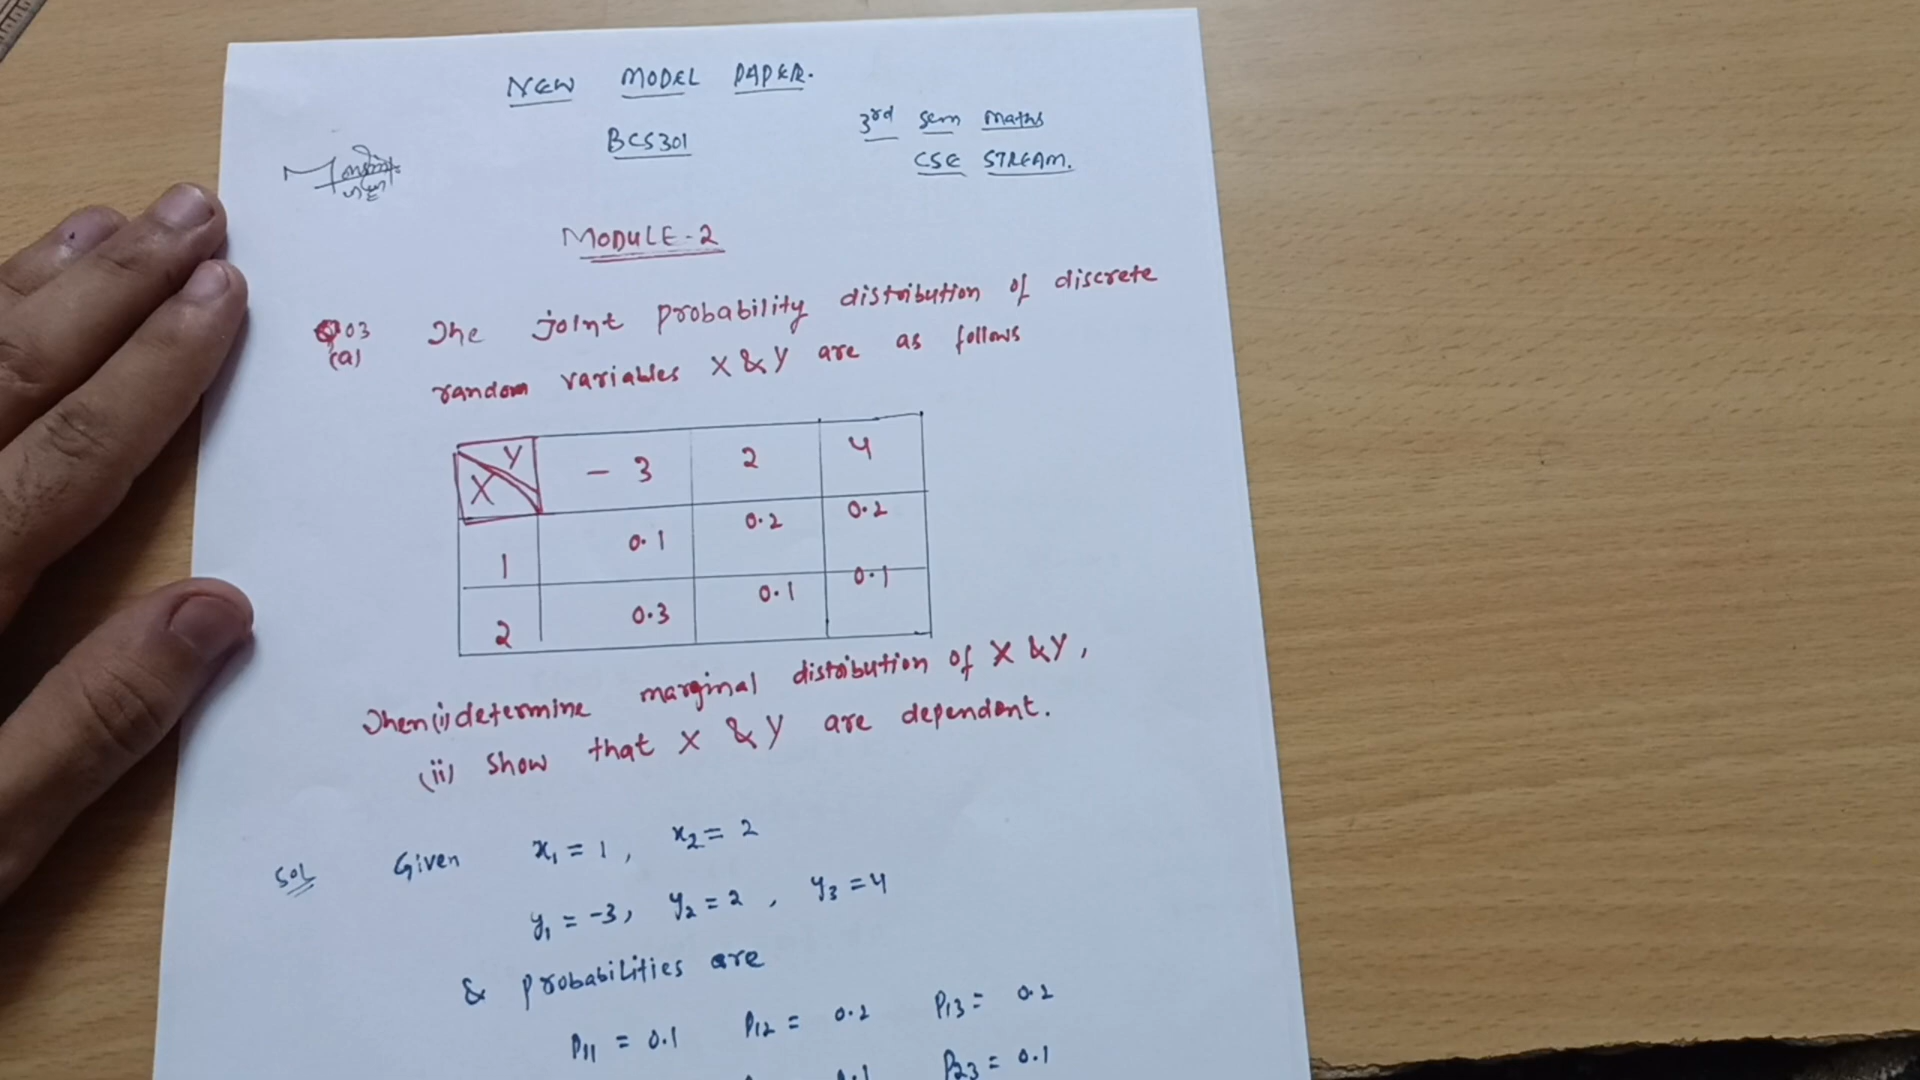 NEW MODEL PAPER.
BCS301
3rd Sem Maths
CSE STREAM.
MODULE-2
Q03 The joint probability distribution of discrete
(a) random variables X & Y are as follows
X Y -3 2 4
1 0.1 0.2 0.2
2 0.3 0.1 0.1
Then (i) determine marginal distribution of X & Y,
(ii) Show that X & Y are dependent.
Sol Given x₁ = 1, x₂ = 2
y₁ = -3, y₂ = 2, y₃ = 4
& probabilities are
P₁₁ = 0.1 P₁₂ = 0.2 P₁₃ = 0.2
0.1 P₂₃ = 0.1